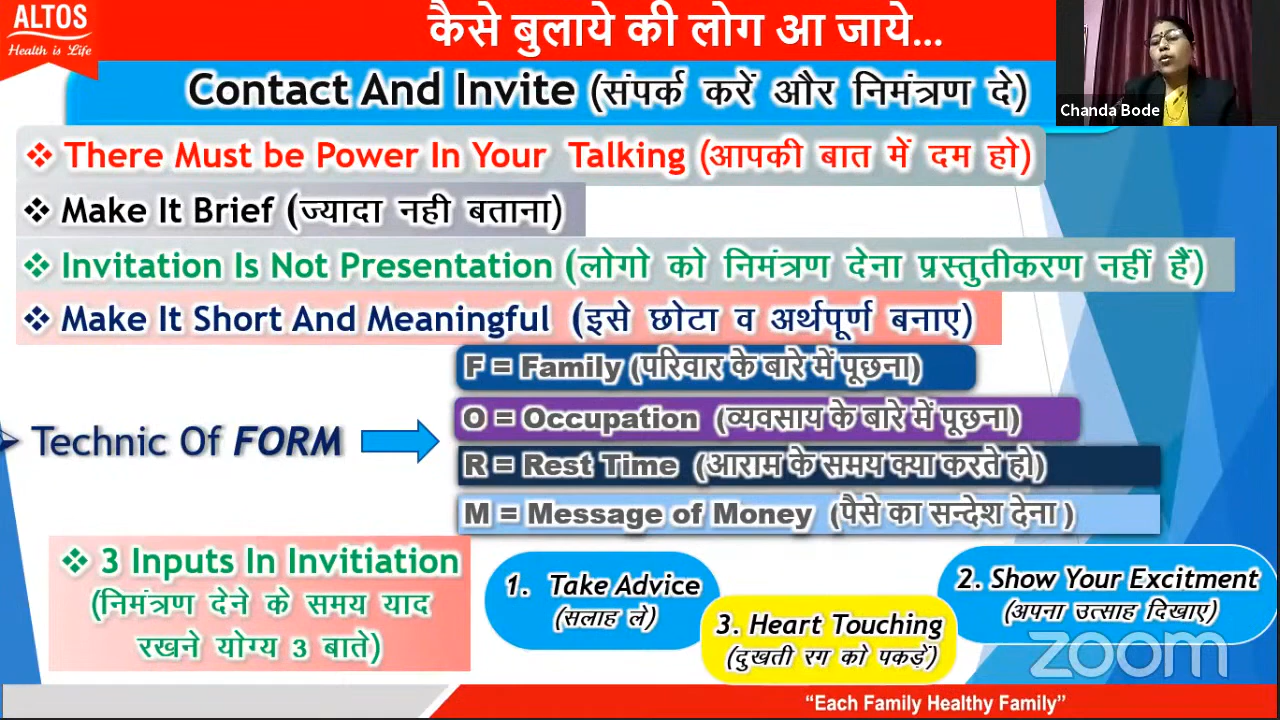 ALTOS
Health is Life
कैसे बुलाये की लोग आ जाये...
Contact And Invite (संपर्क करें और निमंत्रण दे)
Chanda Bode
❖ There Must be Power In Your Talking (आपकी बात में दम हो)
❖ Make It Brief (ज्यादा नही बताना)
❖ Invitation Is Not Presentation (लोगो को निमंत्रण देना प्रस्तुतीकरण नहीं हैं)
❖ Make It Short And Meaningful (इसे छोटा व अर्थपूर्ण बनाए)
F = Family (परिवार के बारे में पूछना)
O = Occupation (व्यवसाय के बारे में पूछना)
Technic Of FORM
R = Rest Time (आराम के समय क्या करते हो)
M = Message of Money (पैसे का सन्देश देना )
❖ 3 Inputs In Invitiation
(निमंत्रण देने के समय याद
रखने योग्य 3 बाते)
1. Take Advice
(सलाह ले)
2. Show Your Excitment
(अपना उत्साह दिखाए)
3. Heart Touching
(दुखती रग को पकड़ें)
zoom
“Each Family Healthy Family”